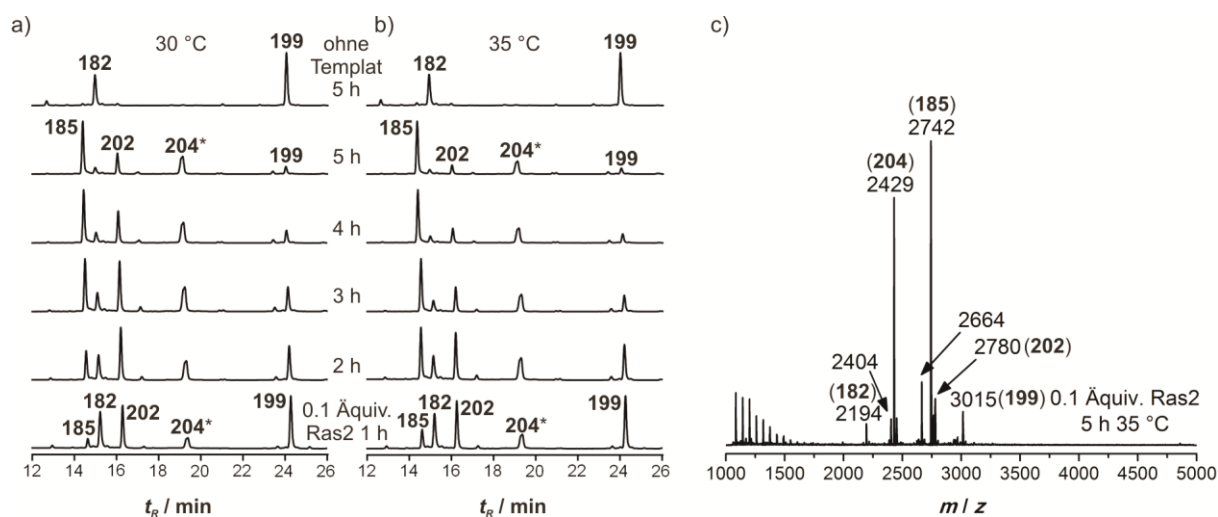 a)
30 °C
182
199
ohne
Templat
5 h
b)
35 °C
182
199
185
202
204*
199
5 h
185
202
204*
199
4 h
3 h
2 h
185
182
202
204*
199
0.1 Äquiv.
Ras2 1 h
185
182
202
204*
199
12 14 16 18 20 22 24 26
12 14 16 18 20 22 24 26
tR / min
tR / min
c)
(185)
2742
(204)
2429
2664
2404
2780 (202)
(182)
2194
3015 (199) 0.1 Äquiv. Ras2
5 h 35 °C
1000 1500 2000 2500 3000 3500 4000 4500 5000
m / z